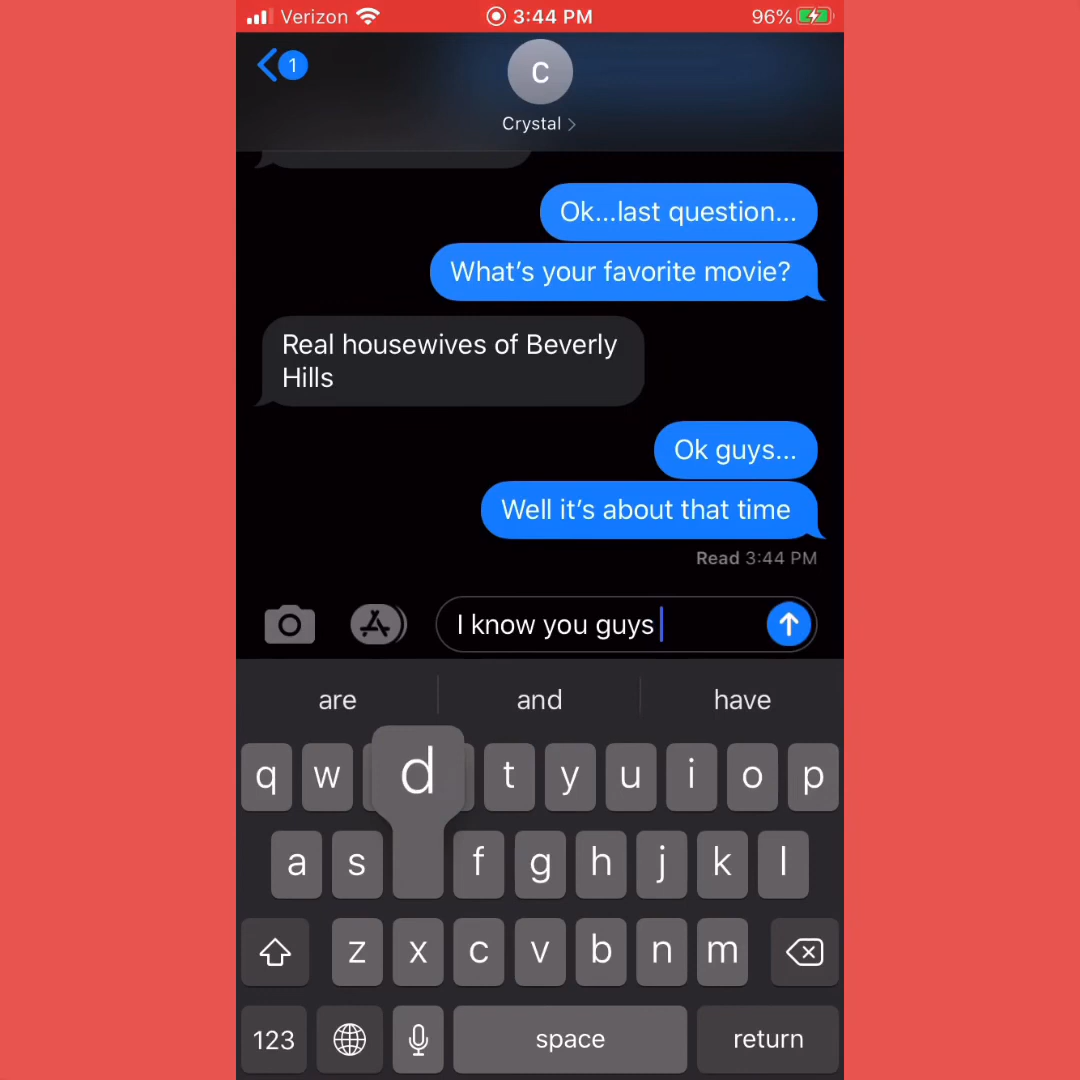 Verizon 3:44 PM 96%
1
C
Crystal
Ok...last question...
What's your favorite movie?
Real housewives of Beverly
Hills
Ok guys...
Well it's about that time
Read 3:44 PM
I know you guys
are and have
q w d t y u i o p
a s f g h j k l
z x c v b n m
123 space return